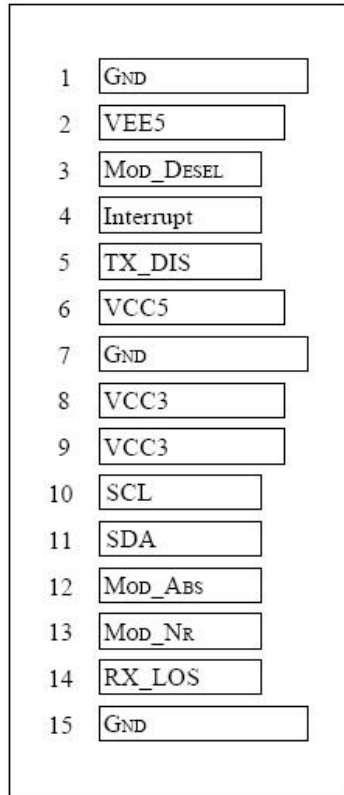 1 GND
2 VEE5
3 MOD_DESEL
4 Interrupt
5 TX_DIS
6 VCC5
7 GND
8 VCC3
9 VCC3
10 SCL
11 SDA
12 MOD_ABS
13 MOD_NR
14 RX_LOS
15 GND